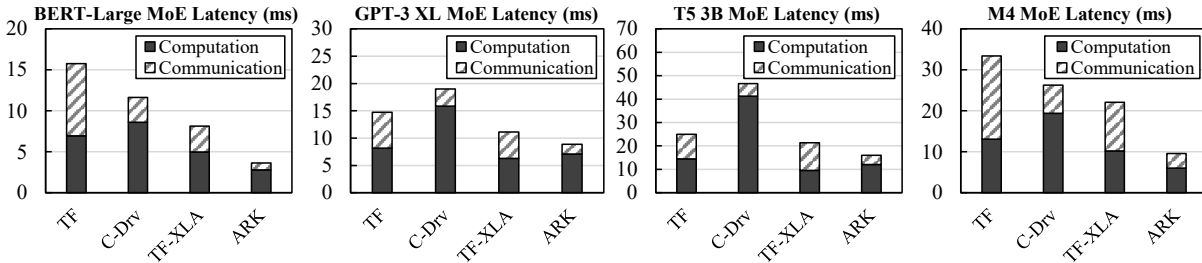 BERT-Large MoE Latency (ms)
20
15
10
5
0
Computation
Communication
TF
C-Drv
TF-XLA
ARK
GPT-3 XL MoE Latency (ms)
30
25
20
15
10
5
0
Computation
Communication
TF
C-Drv
TF-XLA
ARK
T5 3B MoE Latency (ms)
70
60
50
40
30
20
10
0
Computation
Communication
TF
C-Drv
TF-XLA
ARK
M4 MoE Latency (ms)
40
30
20
10
0
Computation
Communication
TF
C-Drv
TF-XLA
ARK